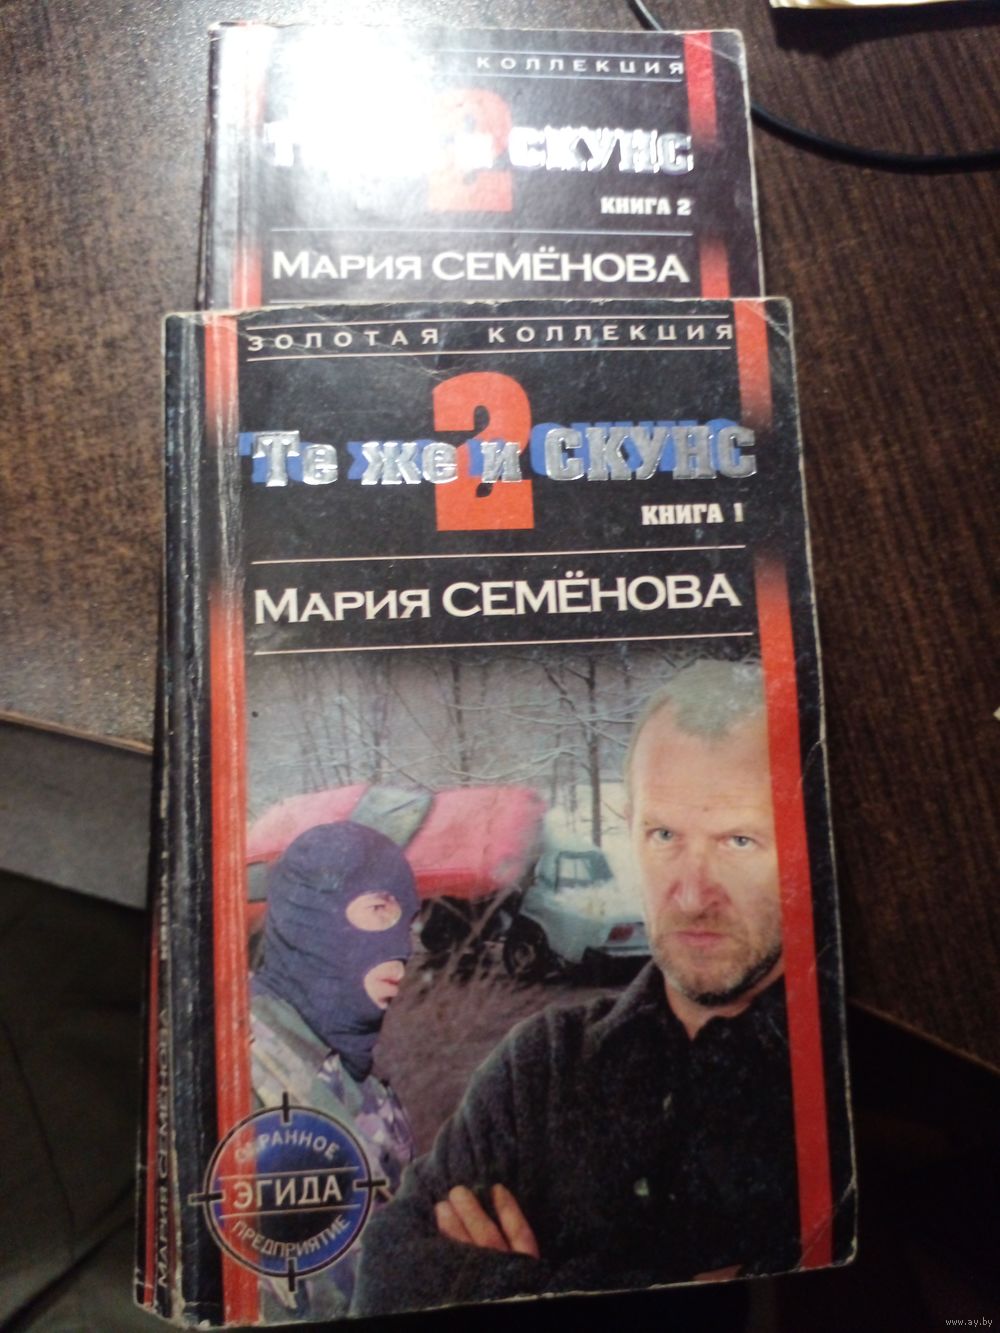 КОЛЛЕКЦИЯ
2
СКУНС
КНИГА 2
МАРИЯ СЕМЁНОВА
ЗОЛОТАЯ КОЛЛЕКЦИЯ
2
Те же и СКУНС
КНИГА 1
МАРИЯ СЕМЁНОВА
ОХРАННОЕ
ЭГИДА
ПРЕДПРИЯТИЕ
МАРИЯ СЕМЁНОВА
www.ay.by